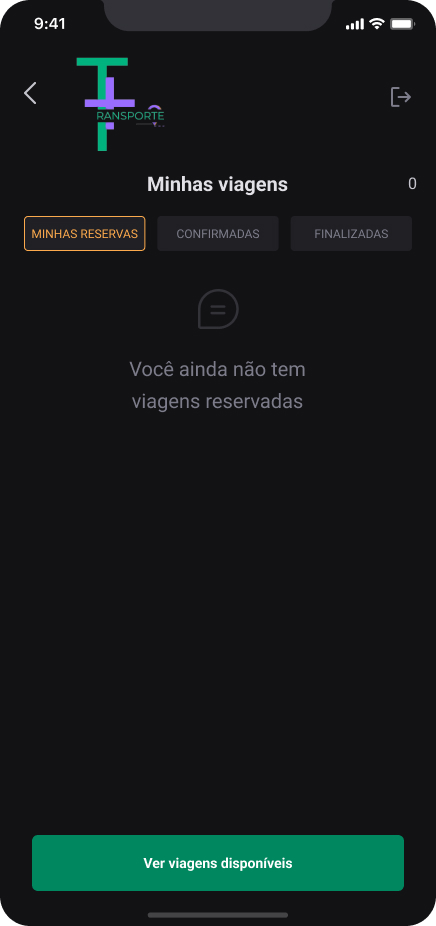 9:41
RANSPORTE
Minhas viagens
0
MINHAS RESERVAS
CONFIRMADAS
FINALIZADAS
Você ainda não tem
viagens reservadas
Ver viagens disponíveis